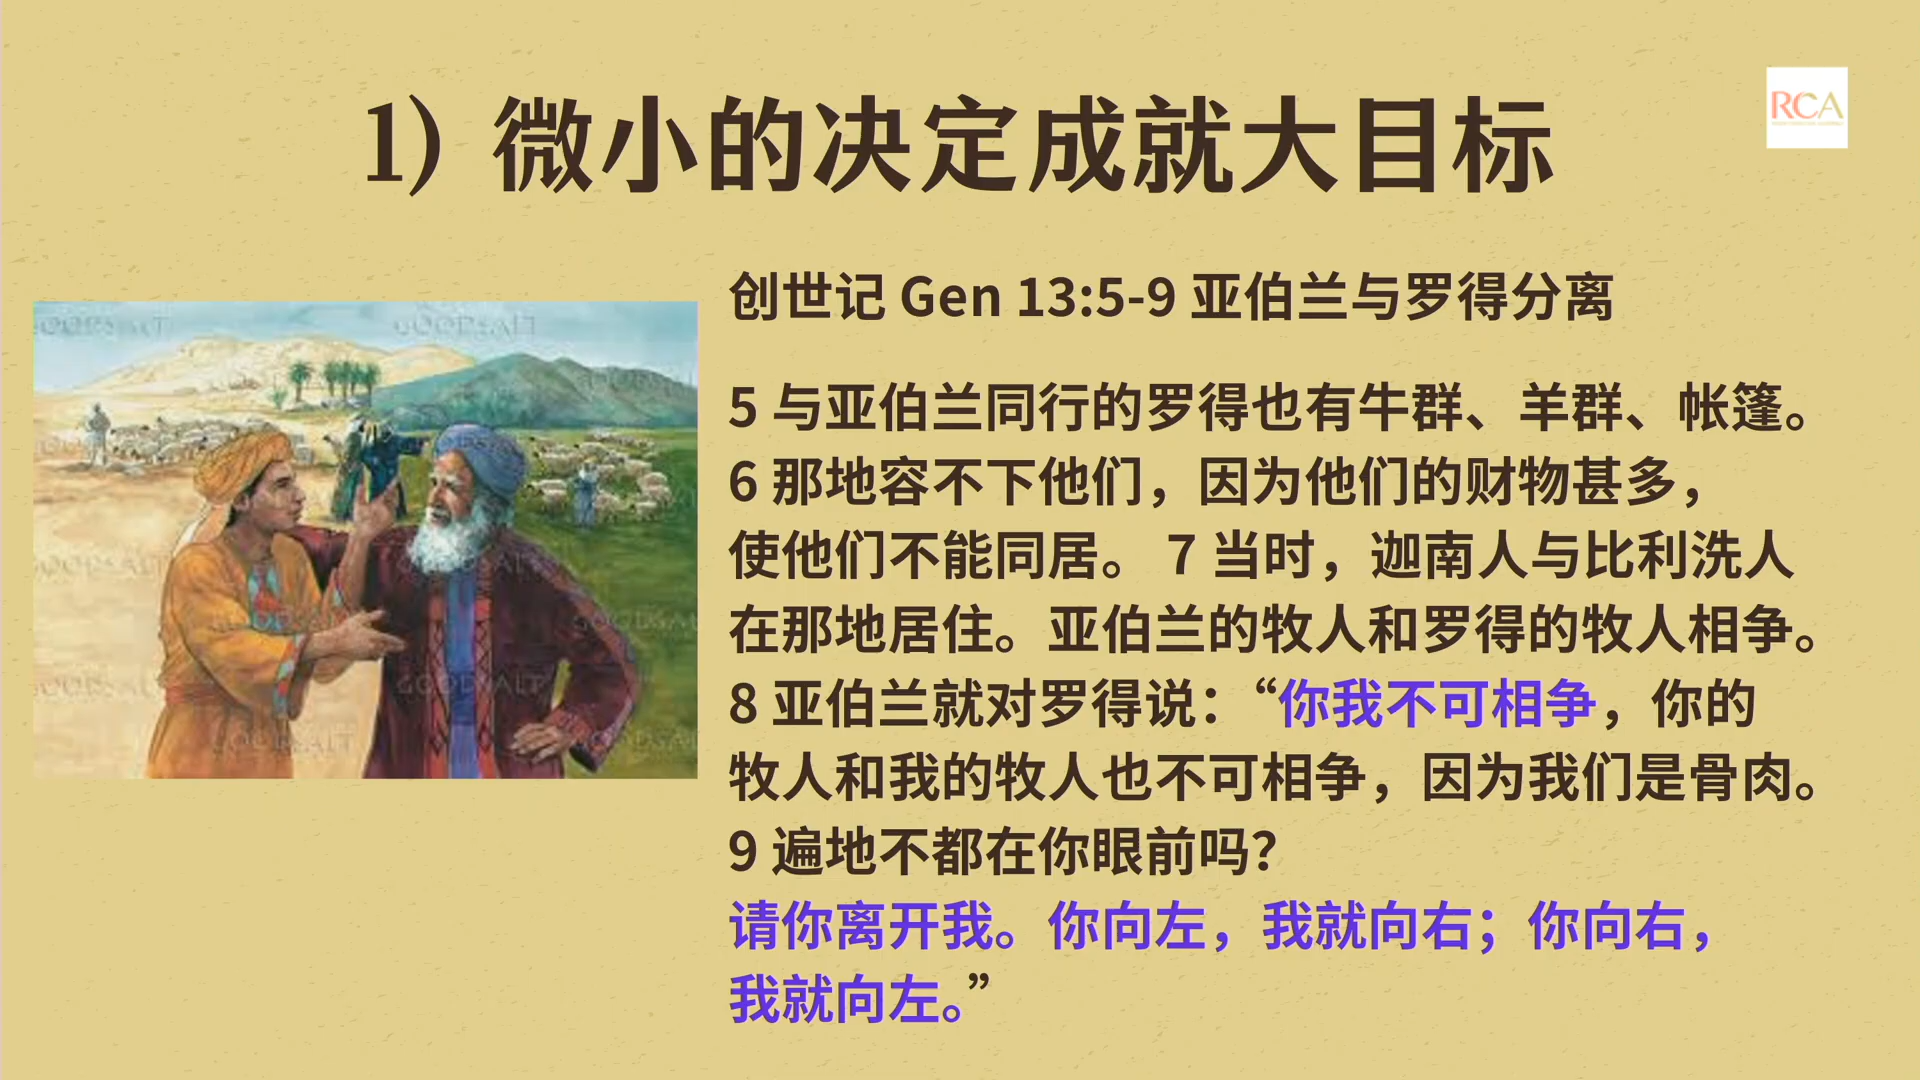 1）微小的决定成就大目标
RCA
创世记 Gen 13:5-9 亚伯兰与罗得分离
5 与亚伯兰同行的罗得也有牛群、羊群、帐篷。
6 那地容不下他们，因为他们的财物甚多，
使他们不能同居。 7 当时，迦南人与比利洗人
在那地居住。亚伯兰的牧人和罗得的牧人相争。
8 亚伯兰就对罗得说：“你我不可相争，你的
牧人和我的牧人也不可相争，因为我们是骨肉。
9 遍地不都在你眼前吗？
请你离开我。你向左，我就向右；你向右，
我就向左。”
GOODSALT